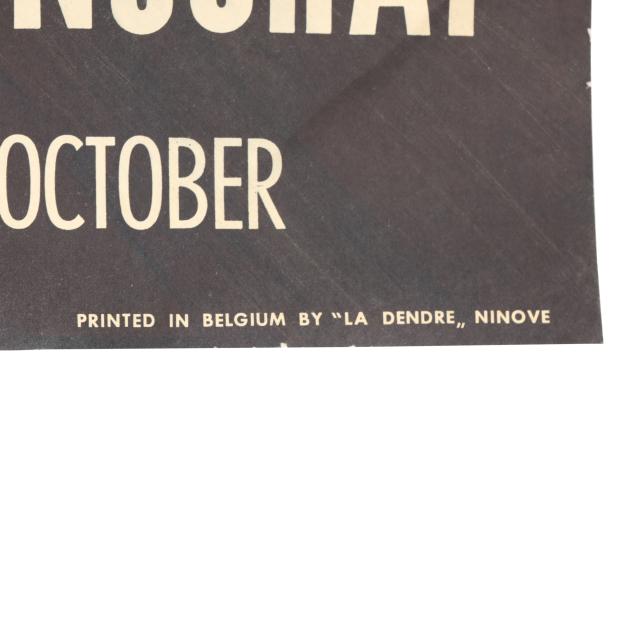 OCTOBER
PRINTED IN BELGIUM BY "LA DENDRE„ NINOVE